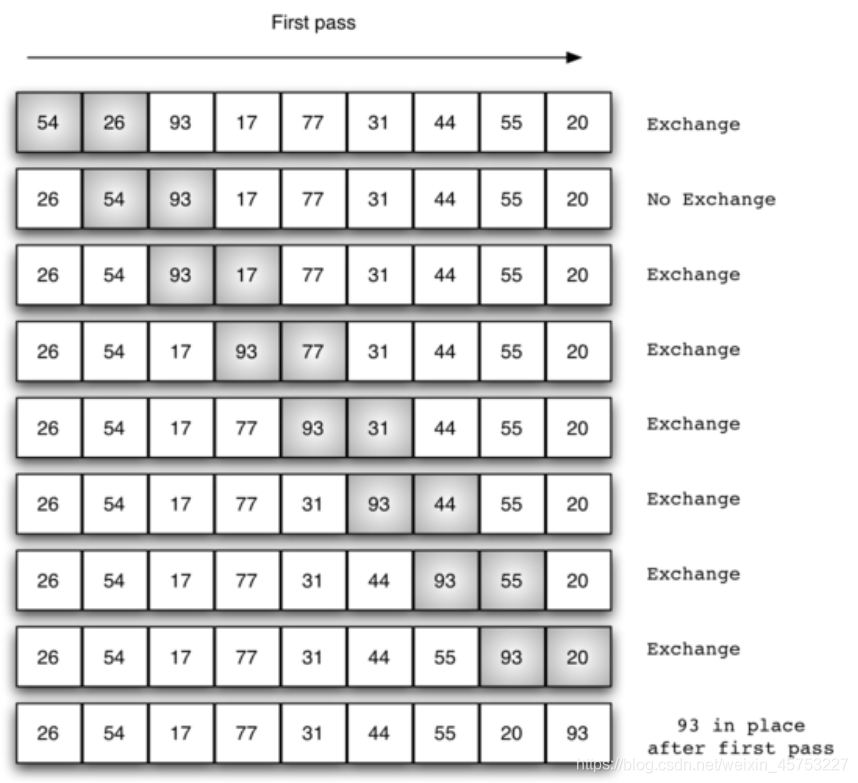 First pass
54 26 93 17 77 31 44 55 20 Exchange
26 54 93 17 77 31 44 55 20 No Exchange
26 54 93 17 77 31 44 55 20 Exchange
26 54 17 93 77 31 44 55 20 Exchange
26 54 17 77 93 31 44 55 20 Exchange
26 54 17 77 31 93 44 55 20 Exchange
26 54 17 77 31 44 93 55 20 Exchange
26 54 17 77 31 44 55 93 20 Exchange
26 54 17 77 31 44 55 20 93 93 in place
after first pass
https://blog.csdn.net/weixin_45753227